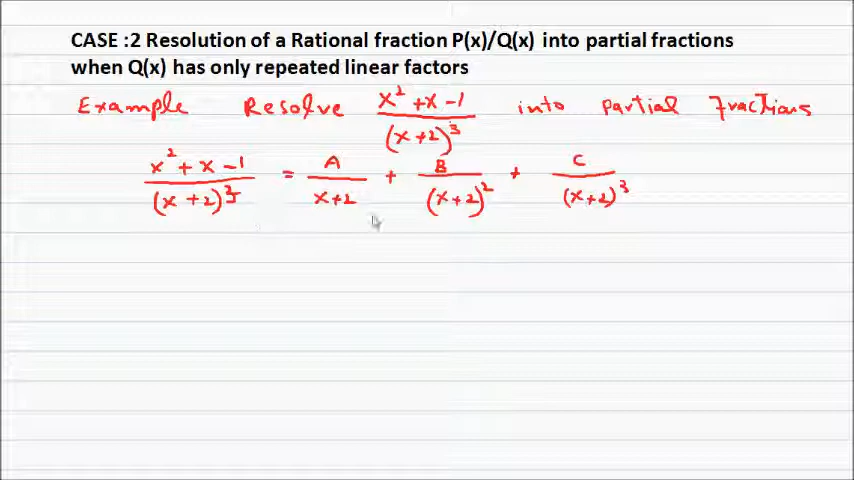 CASE :2 Resolution of a Rational fraction P(x)/Q(x) into partial fractions
when Q(x) has only repeated linear factors
Example Resolve (x²+x-1)/(x+2)³ into partial Fractions
(x²+x-1)/(x+2)³ = A/(x+2) + B/(x+2)² + C/(x+2)³